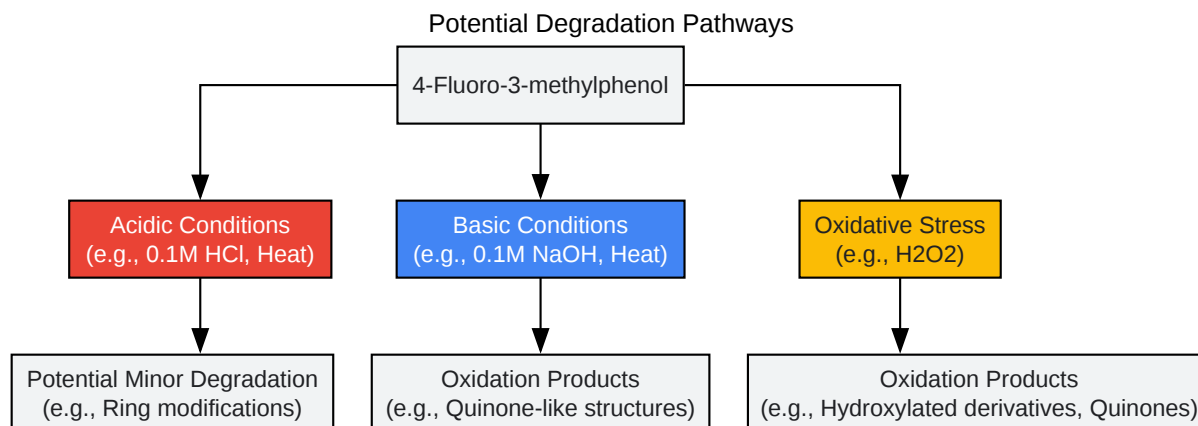 Potential Degradation Pathways
4-Fluoro-3-methylphenol
Acidic Conditions
(e.g., 0.1M HCl, Heat)
Basic Conditions
(e.g., 0.1M NaOH, Heat)
Oxidative Stress
(e.g., H2O2)
Potential Minor Degradation
(e.g., Ring modifications)
Oxidation Products
(e.g., Quinone-like structures)
Oxidation Products
(e.g., Hydroxylated derivatives, Quinones)